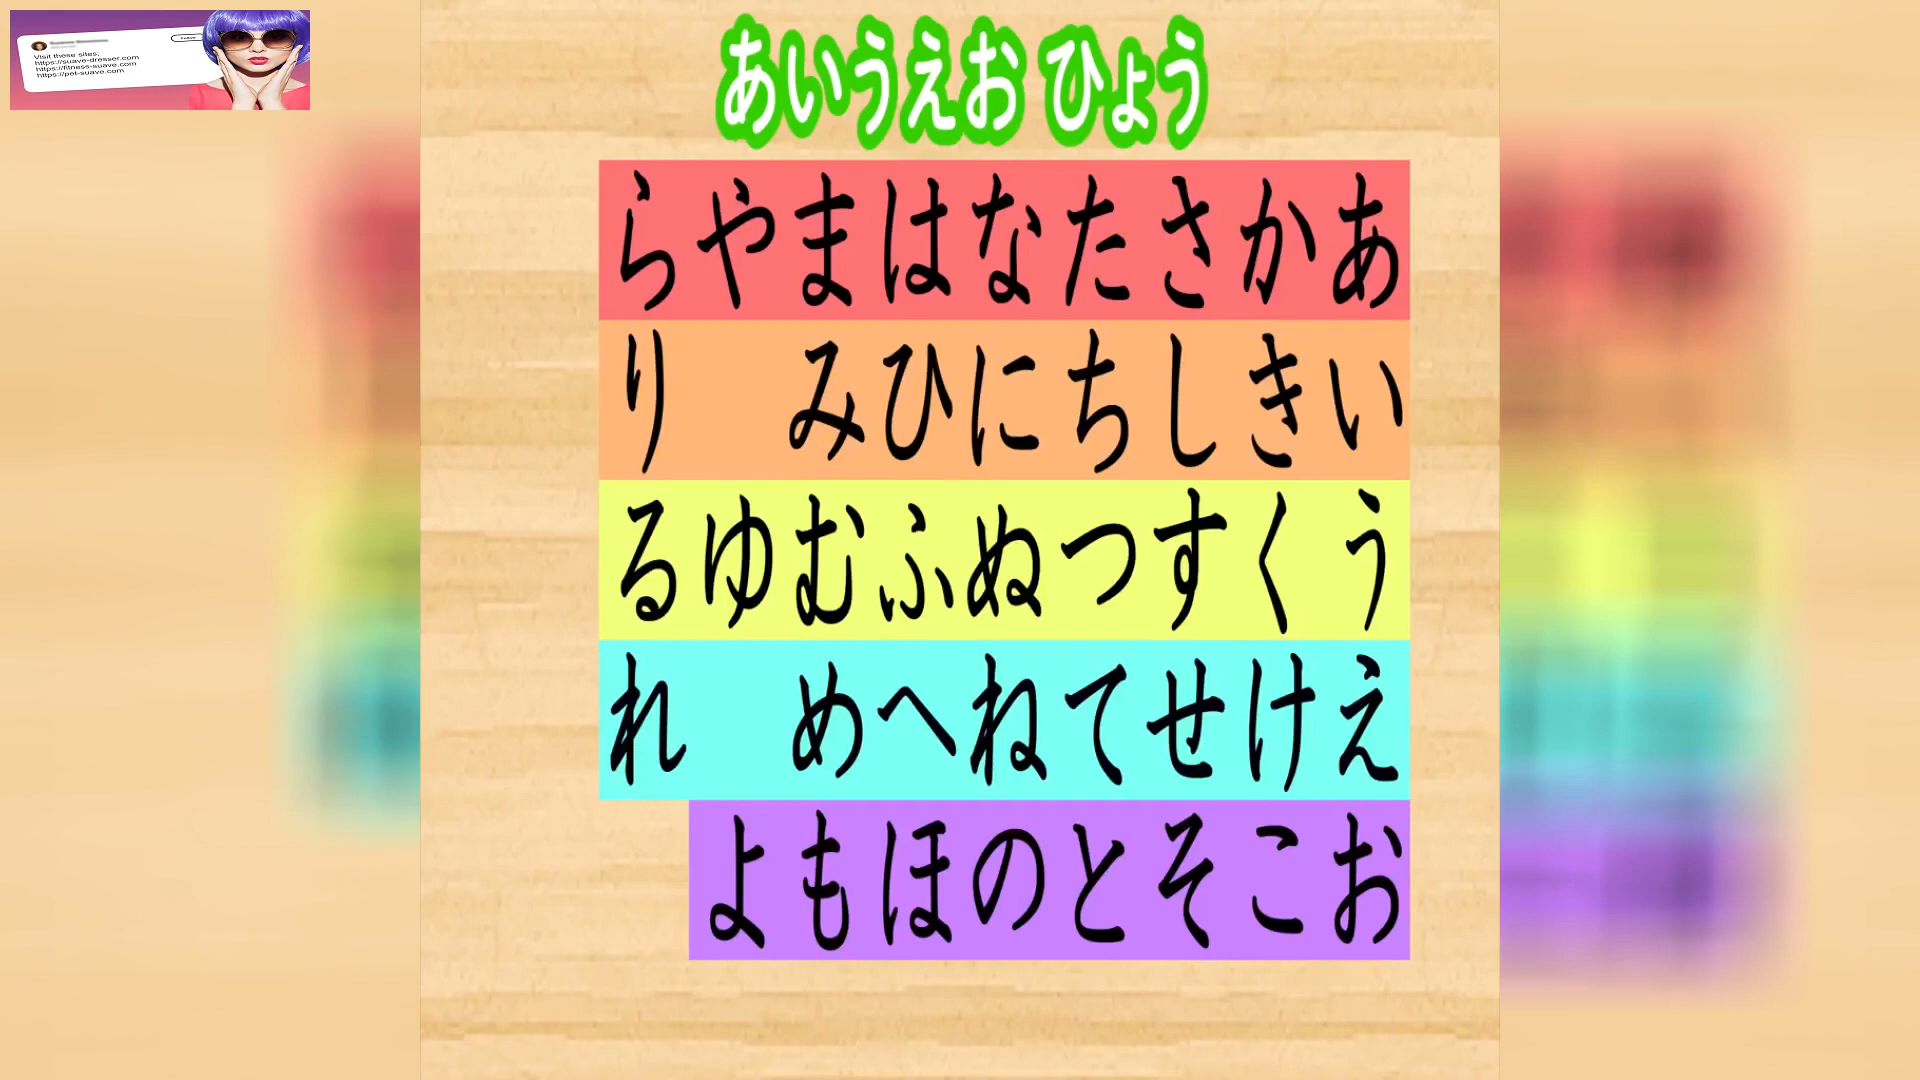 Visit these sites:
https://suave-dresser.com
https://fitness-suave.com
https://pet-suave.com
Follow
あいうえお ひょう
らやまはなたさかあ
り　みひにちしきい
るゆむふぬつすくう
れ　めへねてせけえ
よもほのとそこお